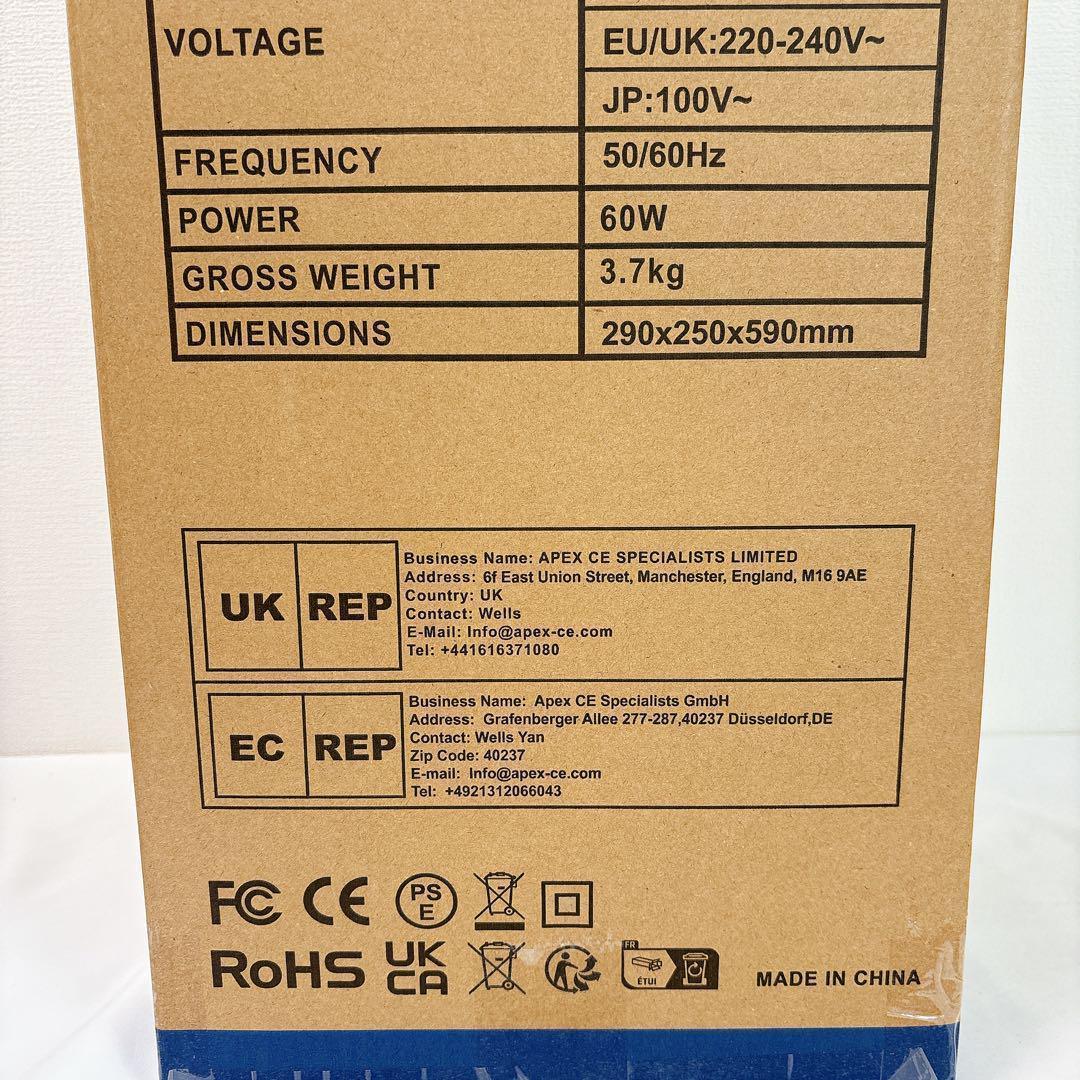 VOLTAGE
EU/UK:220-240V~
JP:100V~
FREQUENCY 50/60Hz
POWER 60W
GROSS WEIGHT 3.7kg
DIMENSIONS 290x250x590mm
UK REP
Business Name: APEX CE SPECIALISTS LIMITED
Address: 6f East Union Street, Manchester, England, M16 9AE
Country: UK
Contact: Wells
E-Mail: Info@apex-ce.com
Tel: +441616371080
EC REP
Business Name: Apex CE Specialists GmbH
Address: Grafenberger Allee 277-287,40237 Düsseldorf,DE
Contact: Wells Yan
Zip Code: 40237
E-mail: Info@apex-ce.com
Tel: +4921312066043
FC CE PS E
RoHS UK CA FR ÉTUI
MADE IN CHINA